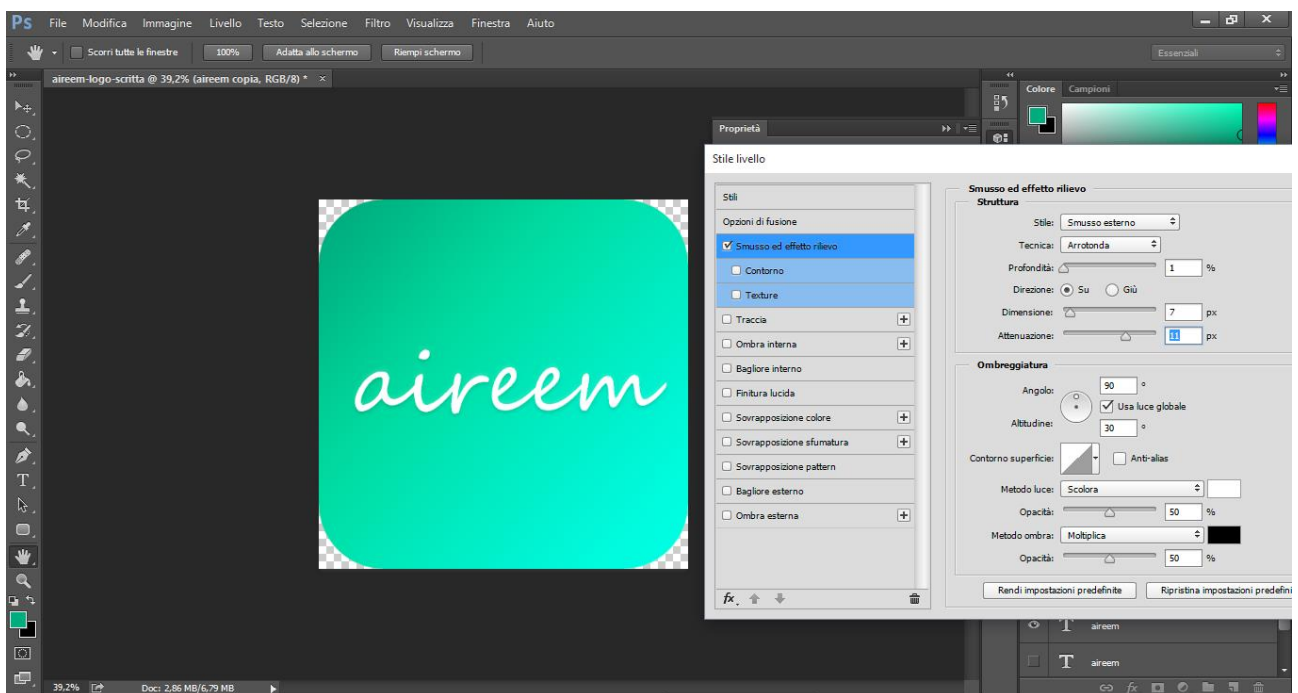 Ps File Modifica Immagine Livello Testo Selezione Filtro Visualizza Finestra Aiuto
Scorri tutte le finestre 100% Adatta allo schermo Riempi schermo Essenziali
aireem-logo-scritta @ 39,2% (aireem copia, RGB/8) * ×
Colore Campioni
Proprietà
Stile livello
Stili
Opzioni di fusione
Smusso ed effetto rilievo
Contorno
Texture
Traccia
Ombra interna
Bagliore interno
Finitura lucida
Sovrapposizione colore
Sovrapposizione sfumatura
Sovrapposizione pattern
Bagliore esterno
Ombra esterna
fx
Smusso ed effetto rilievo
Struttura
Stile: Smusso esterno
Tecnica: Arrotonda
Profondità: 1 %
Direzione: Su Giù
Dimensione: 7 px
Attenuazione: 11 px
Ombreggiatura
Angolo: 90 °
Usa luce globale
Altitudine: 30 °
Contorno superficie: Anti-alias
Metodo luce: Scolora
Opacità: 50 %
Metodo ombra: Moltiplica
Opacità: 50 %
Rendi impostazioni predefinite Ripristina impostazioni predefini
aireem
T aireem
T aireem
fx
39,2% Doc: 2,86 MB/6,79 MB